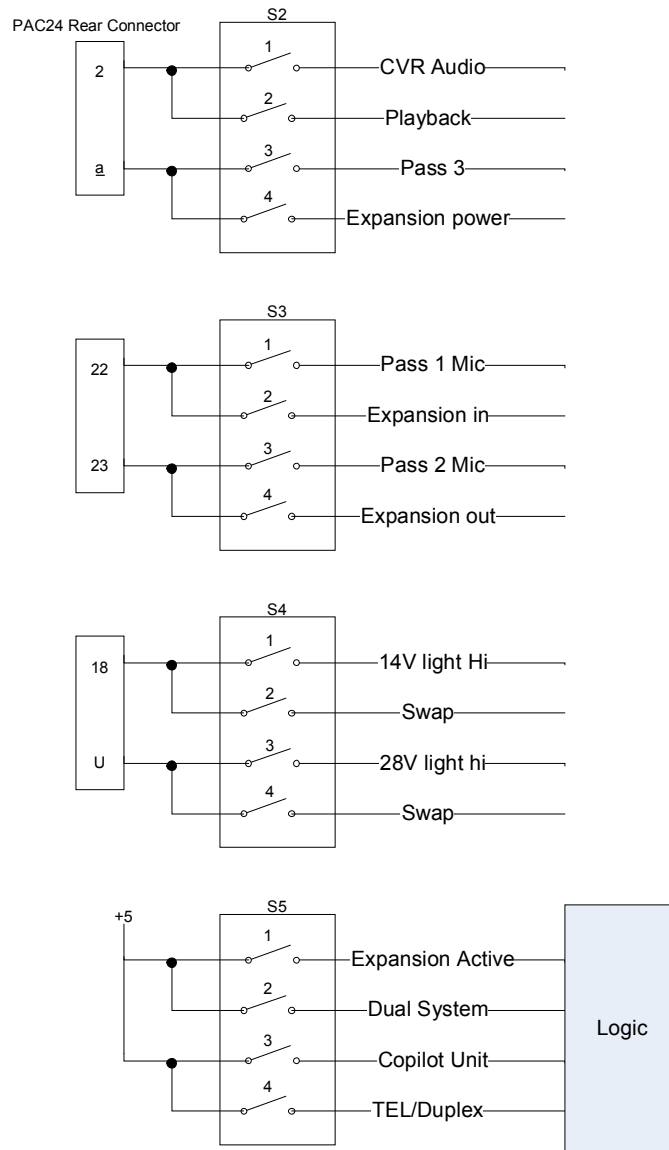 PAC24 Rear Connector
S2
2
1
CVR Audio
2
Playback
a
3
Pass 3
4
Expansion power
S3
22
1
Pass 1 Mic
2
Expansion in
23
3
Pass 2 Mic
4
Expansion out
S4
18
1
14V light Hi
2
Swap
U
3
28V light hi
4
Swap
S5
+5
1
Expansion Active
2
Dual System
Logic
3
Copilot Unit
4
TEL/Duplex